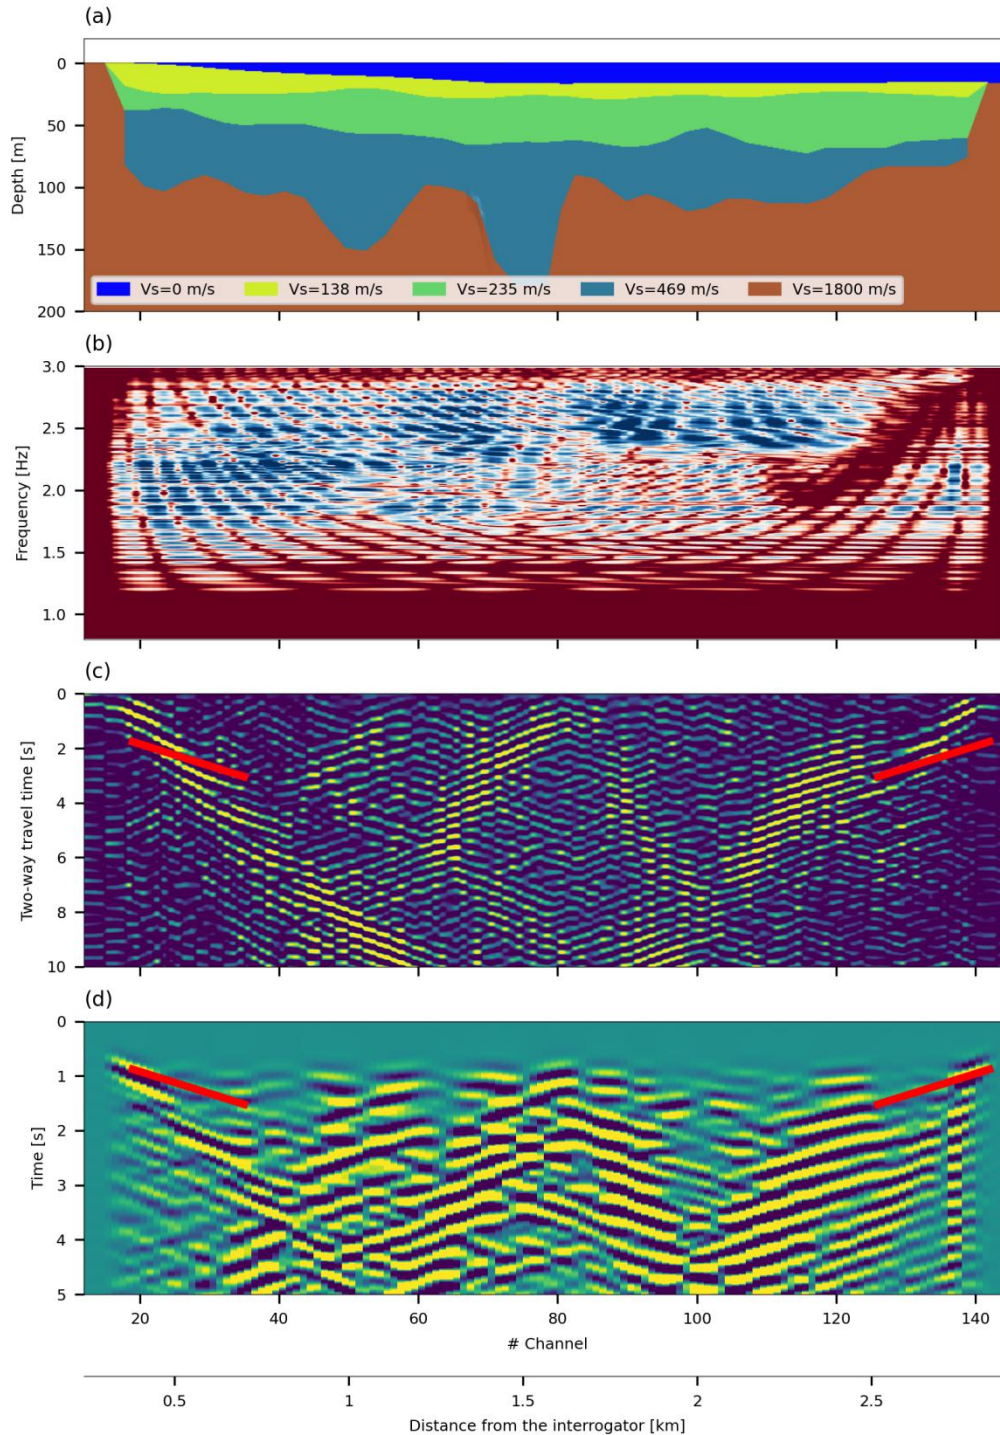 (a)
0
50
100
150
200
Depth [m]
Vs=0 m/s Vs=138 m/s Vs=235 m/s Vs=469 m/s Vs=1800 m/s
(b)
3.0
2.5
2.0
1.5
1.0
Frequency [Hz]
(c)
0
2
4
6
8
10
Two-way travel time [s]
(d)
0
1
2
3
4
5
Time [s]
20 40 60 80 100 120 140
# Channel
0.5 1 1.5 2 2.5
Distance from the interrogator [km]